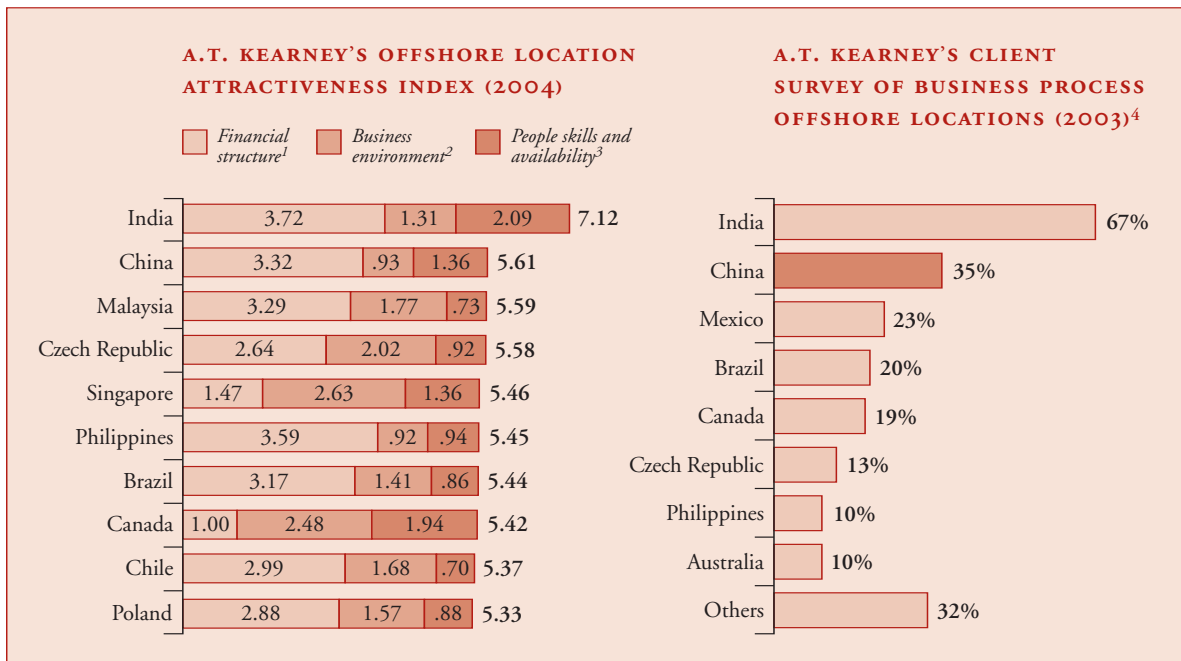 A.T. KEARNEY'S OFFSHORE LOCATION
ATTRACTIVENESS INDEX (2004)
Financial structure¹
Business environment²
People skills and availability³
India 3.72 1.31 2.09 7.12
China 3.32 .93 1.36 5.61
Malaysia 3.29 1.77 .73 5.59
Czech Republic 2.64 2.02 .92 5.58
Singapore 1.47 2.63 1.36 5.46
Philippines 3.59 .92 .94 5.45
Brazil 3.17 1.41 .86 5.44
Canada 1.00 2.48 1.94 5.42
Chile 2.99 1.68 .70 5.37
Poland 2.88 1.57 .88 5.33
A.T. KEARNEY'S CLIENT
SURVEY OF BUSINESS PROCESS
OFFSHORE LOCATIONS (2003)⁴
India 67%
China 35%
Mexico 23%
Brazil 20%
Canada 19%
Czech Republic 13%
Philippines 10%
Australia 10%
Others 32%